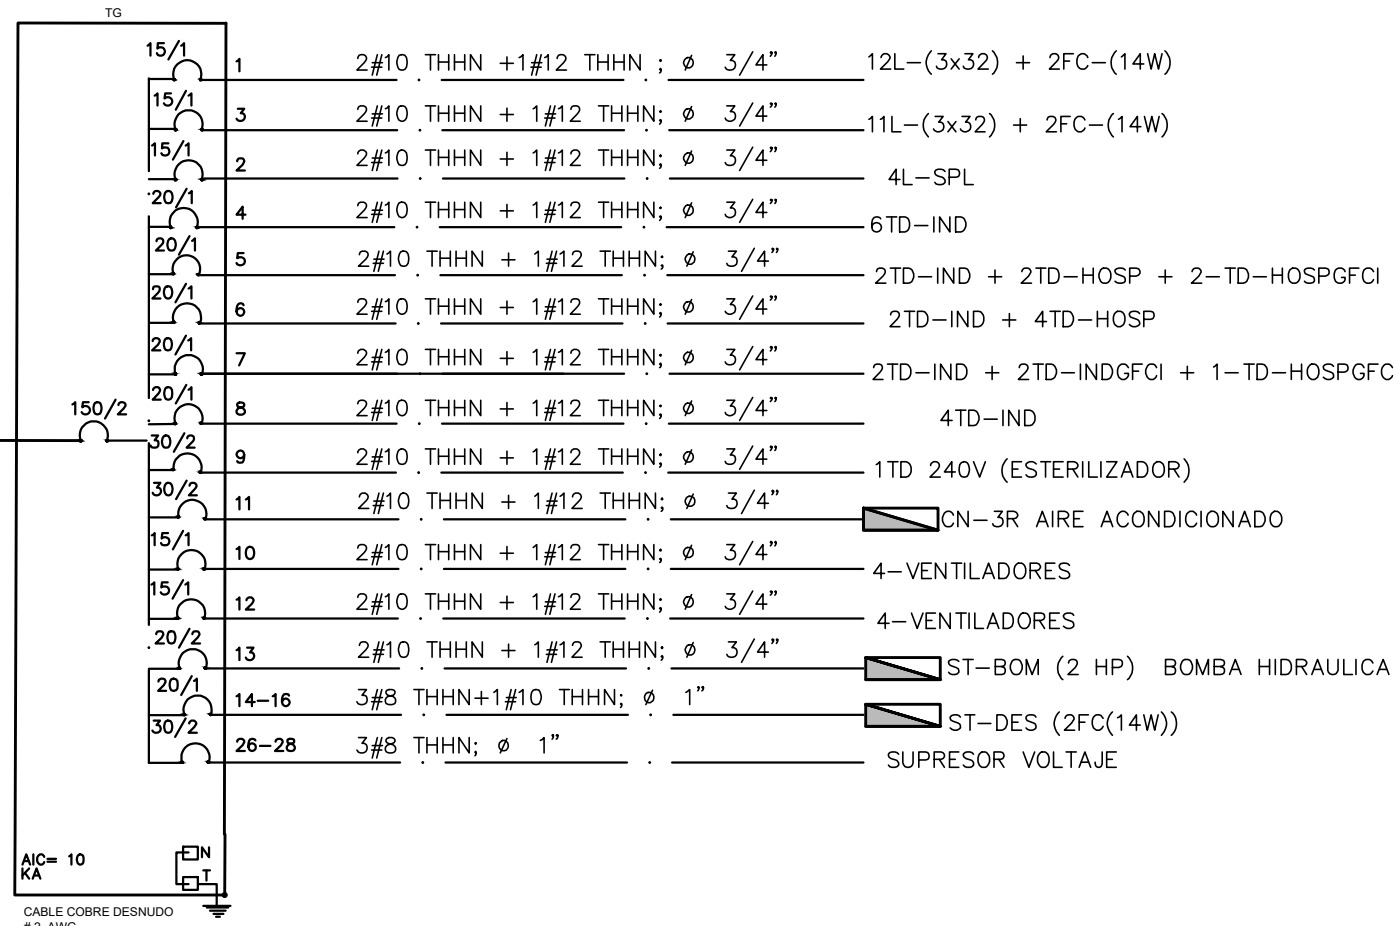 TG
15/1 1 2#10 THHN +1#12 THHN ; ø 3/4" 12L-(3x32) + 2FC-(14W)
15/1 3 2#10 THHN + 1#12 THHN; ø 3/4" 11L-(3x32) + 2FC-(14W)
15/1 2 2#10 THHN + 1#12 THHN; ø 3/4" 4L-SPL
20/1 4 2#10 THHN + 1#12 THHN; ø 3/4" 6TD-IND
20/1 5 2#10 THHN + 1#12 THHN; ø 3/4" 2TD-IND + 2TD-HOSP + 2-TD-HOSPGFCI
20/1 6 2#10 THHN + 1#12 THHN; ø 3/4" 2TD-IND + 4TD-HOSP
20/1 7 2#10 THHN + 1#12 THHN; ø 3/4" 2TD-IND + 2TD-INDGFCI + 1-TD-HOSPGFC
150/2
20/1 8 2#10 THHN + 1#12 THHN; ø 3/4" 4TD-IND
30/2 9 2#10 THHN + 1#12 THHN; ø 3/4" 1TD 240V (ESTERILIZADOR)
30/2 11 2#10 THHN + 1#12 THHN; ø 3/4" CN-3R AIRE ACONDICIONADO
15/1 10 2#10 THHN + 1#12 THHN; ø 3/4" 4-VENTILADORES
15/1 12 2#10 THHN + 1#12 THHN; ø 3/4" 4-VENTILADORES
20/2 13 2#10 THHN + 1#12 THHN; ø 3/4" ST-BOM (2 HP) BOMBA HIDRAULICA
20/1 14-16 3#8 THHN+1#10 THHN; ø 1" ST-DES (2FC(14W))
30/2 26-28 3#8 THHN; ø 1" SUPRESOR VOLTAJE
AIC= 10
KA
N
T
CABLE COBRE DESNUDO
# 2 AWG